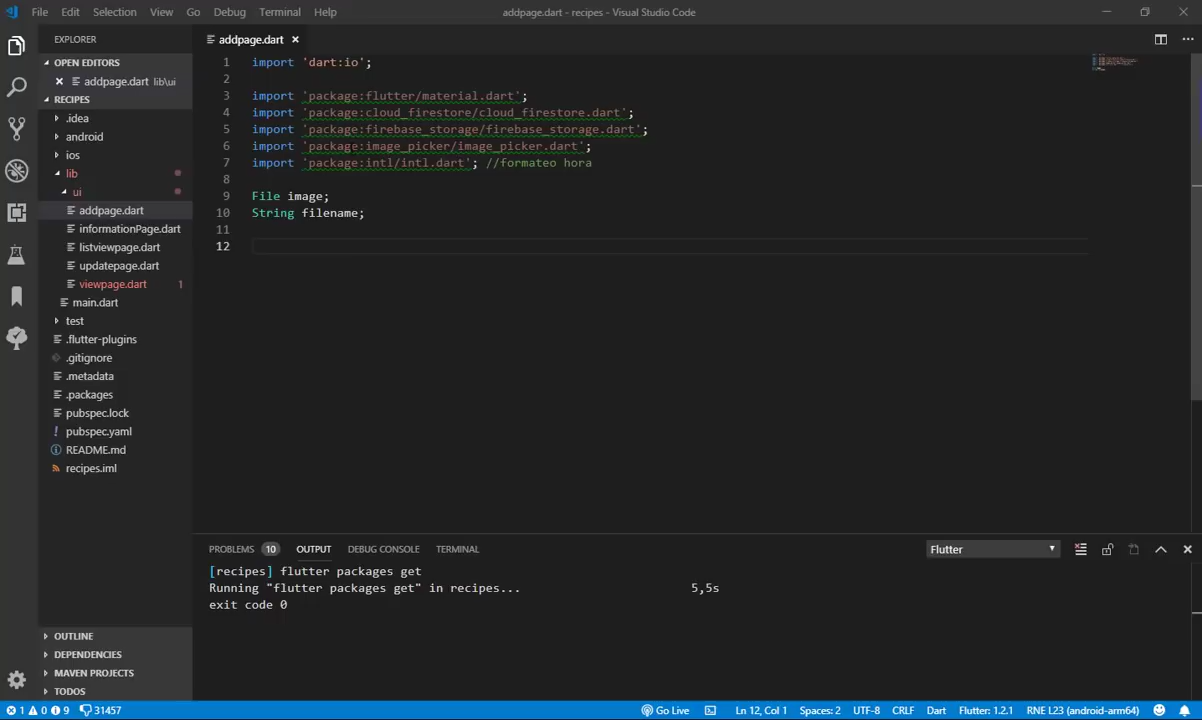 File Edit Selection View Go Debug Terminal Help
addpage.dart - recipes - Visual Studio Code
EXPLORER
OPEN EDITORS
addpage.dart lib\ui
RECIPES
.idea
android
ios
lib
ui
addpage.dart
informationPage.dart
listviewpage.dart
updatepage.dart
viewpage.dart 1
main.dart
test
.flutter-plugins
.gitignore
.metadata
.packages
pubspec.lock
! pubspec.yaml
README.md
recipes.iml
OUTLINE
DEPENDENCIES
MAVEN PROJECTS
TODOS
addpage.dart
1 import 'dart:io';
2
3 import 'package:flutter/material.dart';
4 import 'package:cloud_firestore/cloud_firestore.dart';
5 import 'package:firebase_storage/firebase_storage.dart';
6 import 'package:image_picker/image_picker.dart';
7 import 'package:intl/intl.dart'; //formateo hora
8
9 File image;
10 String filename;
11
12
PROBLEMS 10 OUTPUT DEBUG CONSOLE TERMINAL
Flutter
[recipes] flutter packages get
Running "flutter packages get" in recipes... 5,5s
exit code 0
1 0 9 31457
Go Live Ln 12, Col 1 Spaces: 2 UTF-8 CRLF Dart Flutter: 1.2.1 RNE L23 (android-arm64)